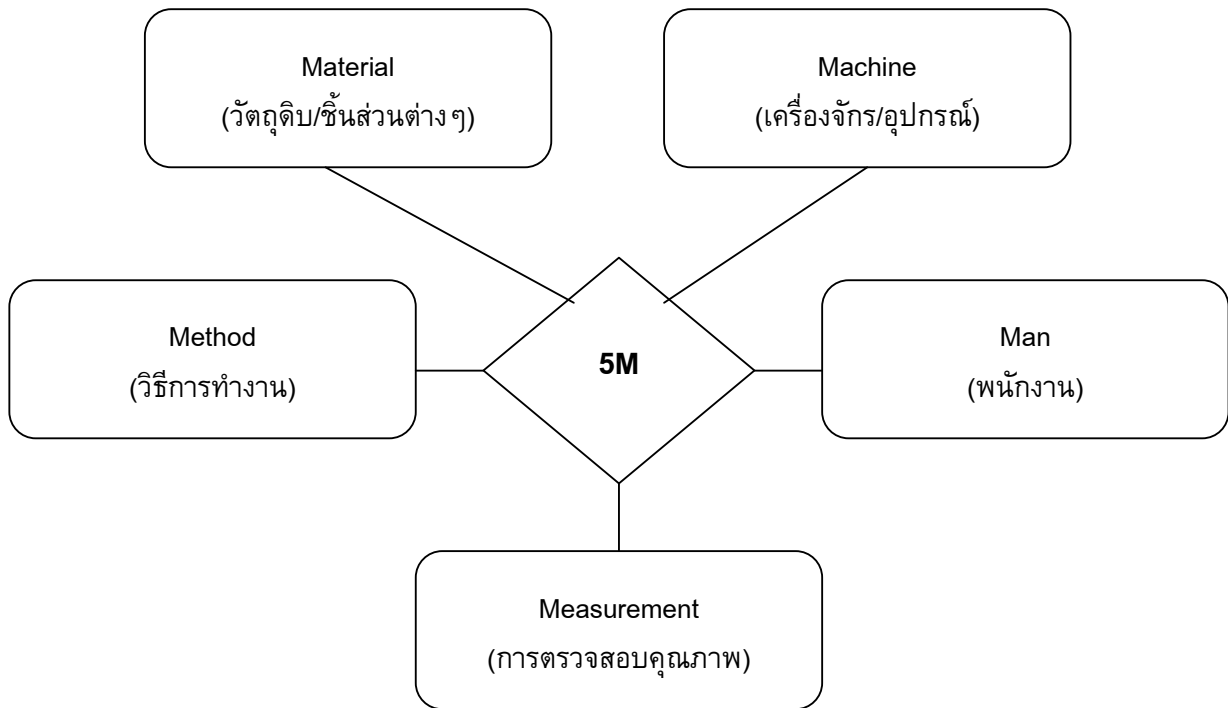 Material
(วัตถุดิบ/ชิ้นส่วนต่างๆ)
Machine
(เครื่องจักร/อุปกรณ์)
Method
(วิธีการทำงาน)
5M
Man
(พนักงาน)
Measurement
(การตรวจสอบคุณภาพ)